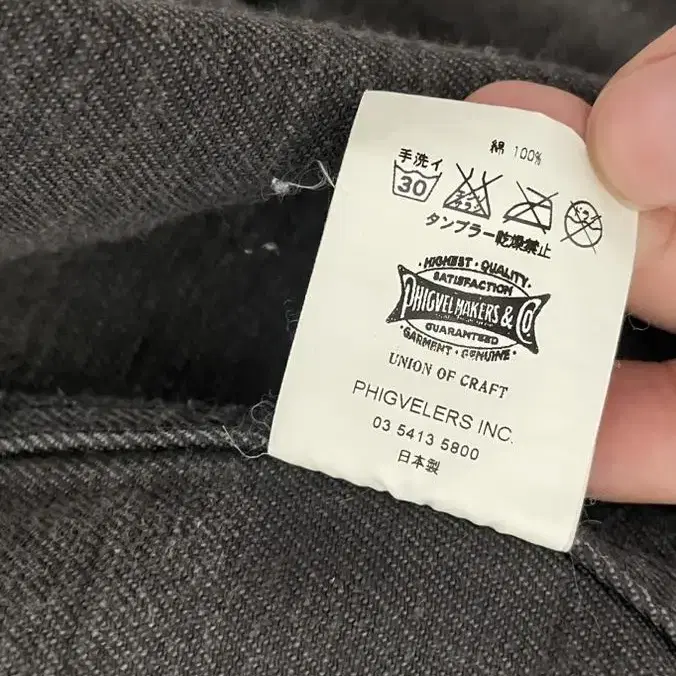 綿 100%
手洗イ
30
タンブラー乾燥禁止
· HIGHEST · QUALITY ·
SATISFACTION
PHIGVEL MAKERS & Co
GUARANTEED
· GARMENT · GENUINE ·
UNION OF CRAFT
PHIGVELERS INC.
03 5413 5800
日本製